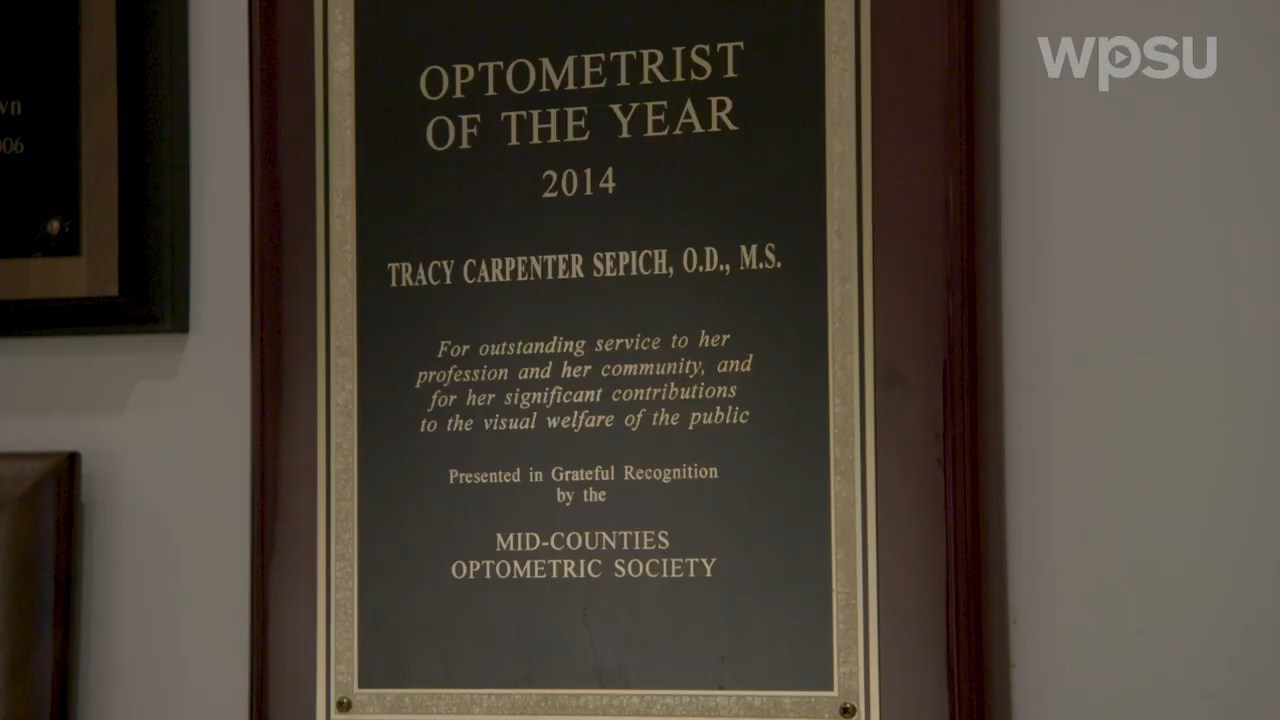 wpsu
OPTOMETRIST
OF THE YEAR
2014
TRACY CARPENTER SEPICH, O.D., M.S.
For outstanding service to her
profession and her community, and
for her significant contributions
to the visual welfare of the public
Presented in Grateful Recognition
by the
MID-COUNTIES
OPTOMETRIC SOCIETY